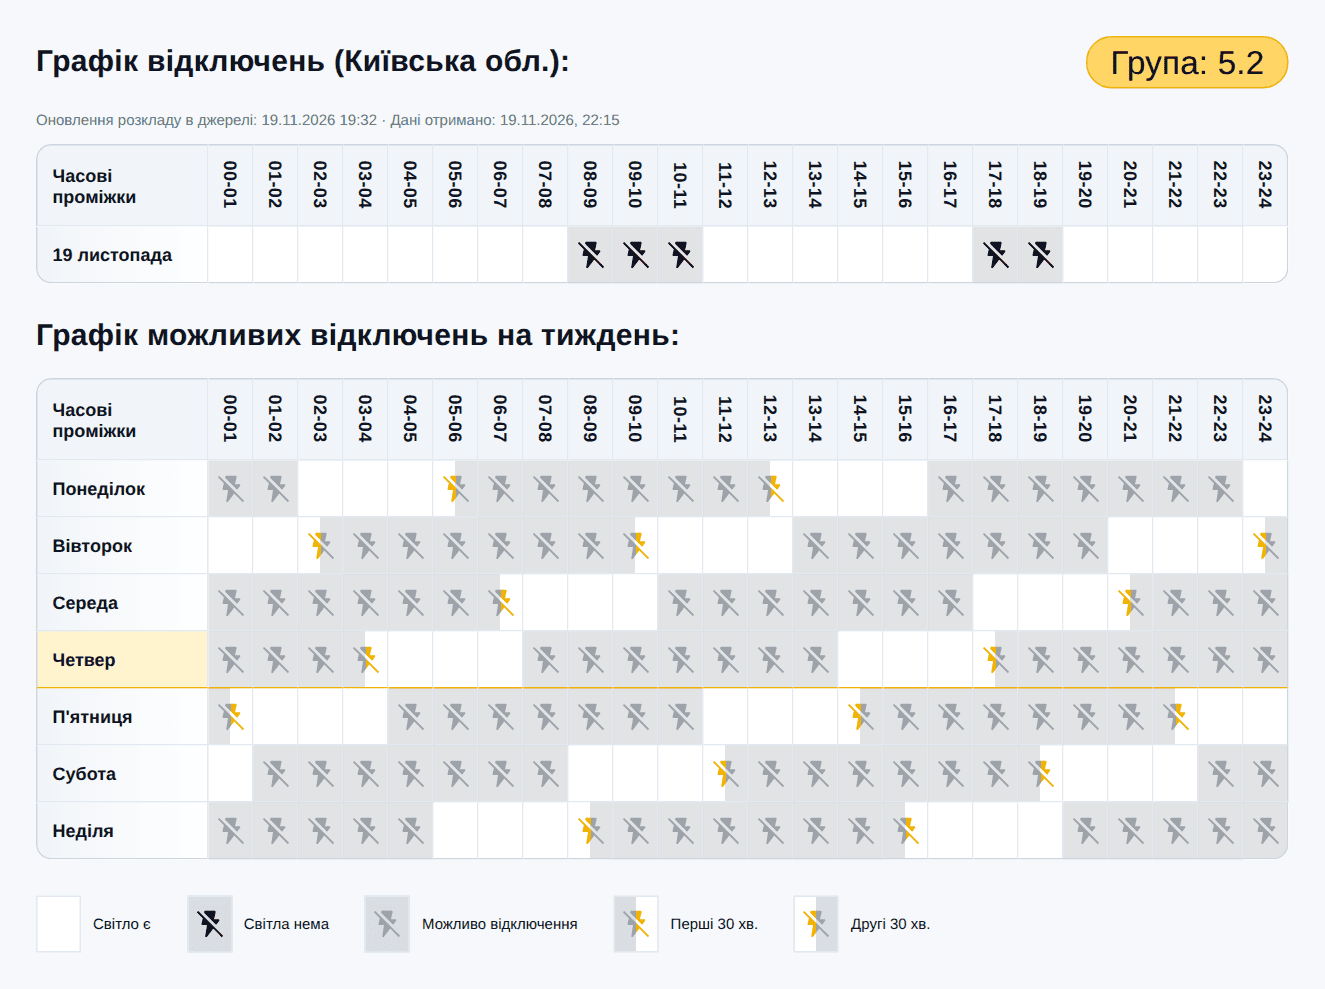 Графік відключень (Київська обл.):
Група: 5.2
Оновлення розкладу в джерелі: 19.11.2026 19:32 · Дані отримано: 19.11.2026, 22:15
Часові
проміжки
00-01 01-02 02-03 03-04 04-05 05-06 06-07 07-08 08-09 09-10 10-11 11-12 12-13 13-14 14-15 15-16 16-17 17-18 18-19 19-20 20-21 21-22 22-23 23-24
19 листопада
Графік можливих відключень на тиждень:
Часові
проміжки
00-01 01-02 02-03 03-04 04-05 05-06 06-07 07-08 08-09 09-10 10-11 11-12 12-13 13-14 14-15 15-16 16-17 17-18 18-19 19-20 20-21 21-22 22-23 23-24
Понеділок
Вівторок
Середа
Четвер
П'ятниця
Субота
Неділя
Світло є Світла нема Можливо відключення Перші 30 хв. Другі 30 хв.